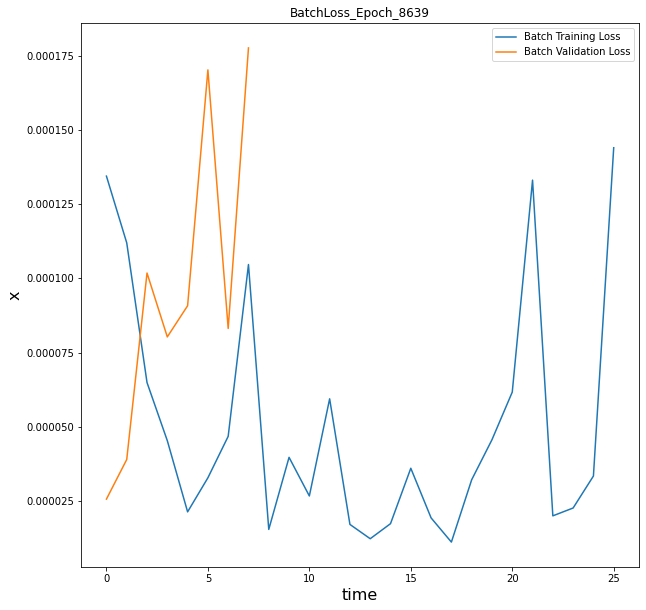 BatchLoss_Epoch_8639
Batch Training Loss
Batch Validation Loss
0.000175
0.000150
0.000125
0.000100
0.000075
0.000050
0.000025
x
0 5 10 15 20 25
time